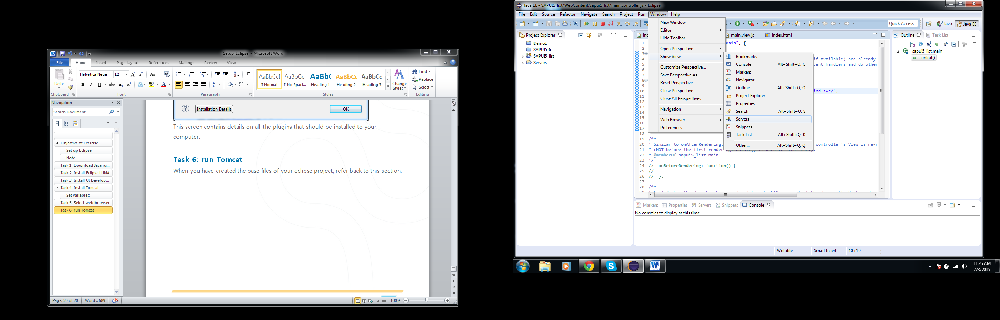 Setup_Eclipse - Microsoft Word
File Home Insert Page Layout References Mailings Review View
Paste
Helvetica Neue 12
Clipboard Font Paragraph Styles Editing
AaBbCcI AaBbCcI AaBbC AaBbCc AaBbCc
¶ Normal ¶ No Spaci... Heading 1 Heading 2 Heading 3
Change Styles
Find
Replace
Select
Navigation
Search Document
Objective of Exercise
Set up Eclipse
Note
Task 1: Download Java ru...
Task 2: Install Eclipse LUNA
Task 3: Install UI Develop...
Task 4: Install Tomcat
Set variables:
Task 5: Select web browser
Task 6: run Tomcat
Installation Details OK
This screen contains details on all the plugins that should be installed to your
computer.
Task 6: run Tomcat
When you have created the base files of your eclipse project, refer back to this section.
Page: 20 of 20 Words: 689 100%
Java EE - SAPUI5_list/WebContent/sapui5_list/main.controller.js - Eclipse
File Edit Source Refactor Navigate Search Project Run Window Help
Quick Access Java Java EE
Project Explorer
Demo1
SAPUI5_6
SAPUI5_list
Servers
New Window
Editor
Hide Toolbar
Open Perspective
Show View
Customize Perspective...
Save Perspective As...
Reset Perspective...
Close Perspective
Close All Perspectives
Navigation
Web Browser
Preferences
Bookmarks
Console Alt+Shift+Q, C
Markers
Navigator
Outline Alt+Shift+Q, O
Project Explorer
Properties
Search Alt+Shift+Q, S
Servers
Snippets
Task List Alt+Shift+Q, K
Other... Alt+Shift+Q, Q
main.view.js index.html
1 main", {
2
3
4 if available) are already
5 vent handlers and do other
6
7
8
9
10 ind.svc/",
11
12
13
14
15
16
17
18
19 /**
20 * Similar to onAfterRendering, controller's View is re-r
21 * (NOT before the first rendering! onInit() is used for that one!).
22 * @memberOf sapui5_list.main
23 */
24 // onBeforeRendering: function() {
25 //
26 // },
27
28 /**
Outline Task List
sapui5_list.main
onInit()
Markers Properties Servers Snippets Console
No consoles to display at this time.
Writable Smart Insert 10 : 19
11:26 AM
7/3/2015